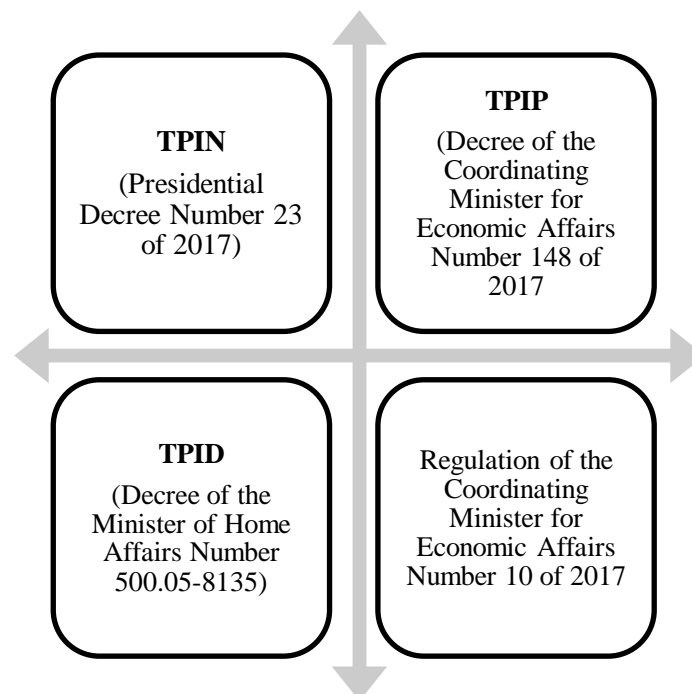 TPIN
(Presidential
Decree Number 23
of 2017)
TPIP
(Decree of the
Coordinating
Minister for
Economic Affairs
Number 148 of
2017
TPID
(Decree of the
Minister of Home
Affairs Number
500.05-8135)
Regulation of the
Coordinating
Minister for
Economic Affairs
Number 10 of 2017